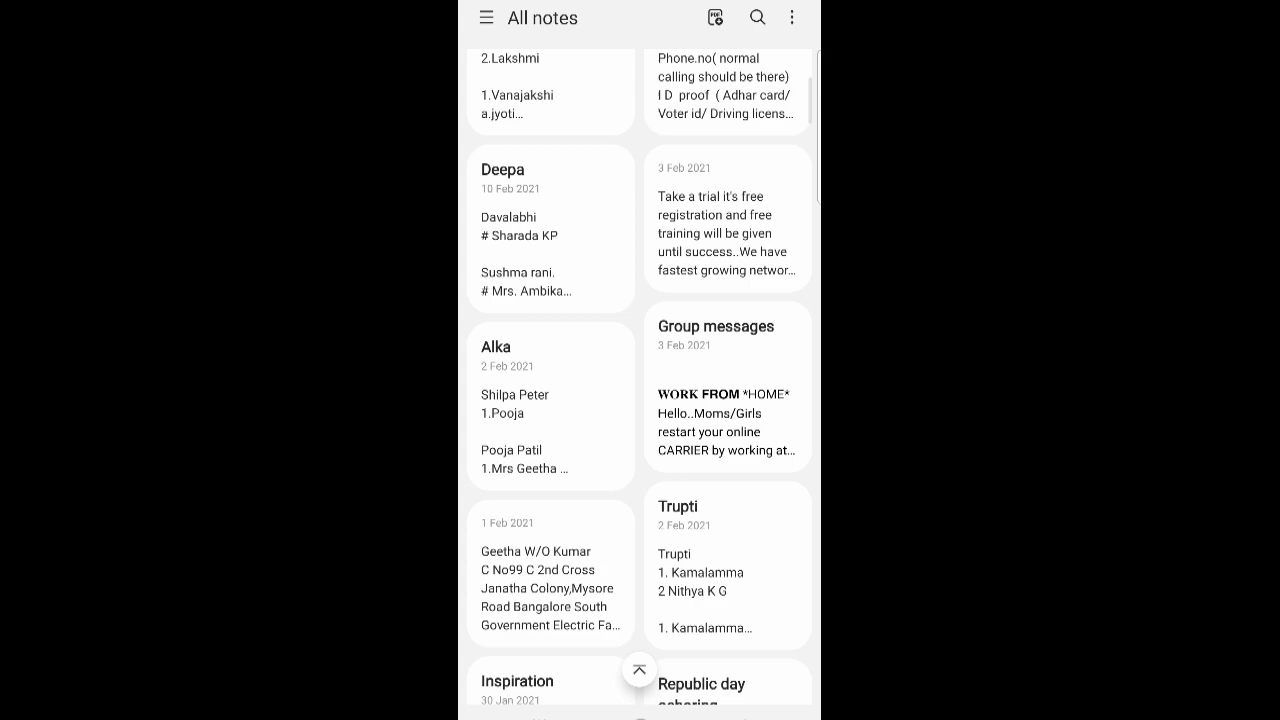 All notes
2.Lakshmi
1.Vanajakshi
a.jyoti...
Phone.no( normal
calling should be there)
I D proof ( Adhar card/
Voter id/ Driving licens...
Deepa
10 Feb 2021
Davalabhi
# Sharada KP
Sushma rani.
# Mrs. Ambika...
3 Feb 2021
Take a trial it's free
registration and free
training will be given
until success..We have
fastest growing networ...
Alka
2 Feb 2021
Shilpa Peter
1.Pooja
Pooja Patil
1.Mrs Geetha ...
Group messages
3 Feb 2021
𝐖𝐎𝐑𝐊 𝗙𝗥𝗢𝗠 *HOME*
Hello..Moms/Girls
restart your online
CARRIER by working at...
1 Feb 2021
Geetha W/O Kumar
C No99 C 2nd Cross
Janatha Colony,Mysore
Road Bangalore South
Government Electric Fa...
Trupti
2 Feb 2021
Trupti
1. Kamalamma
2 Nithya K G
1. Kamalamma...
Inspiration
30 Jan 2021
Republic day